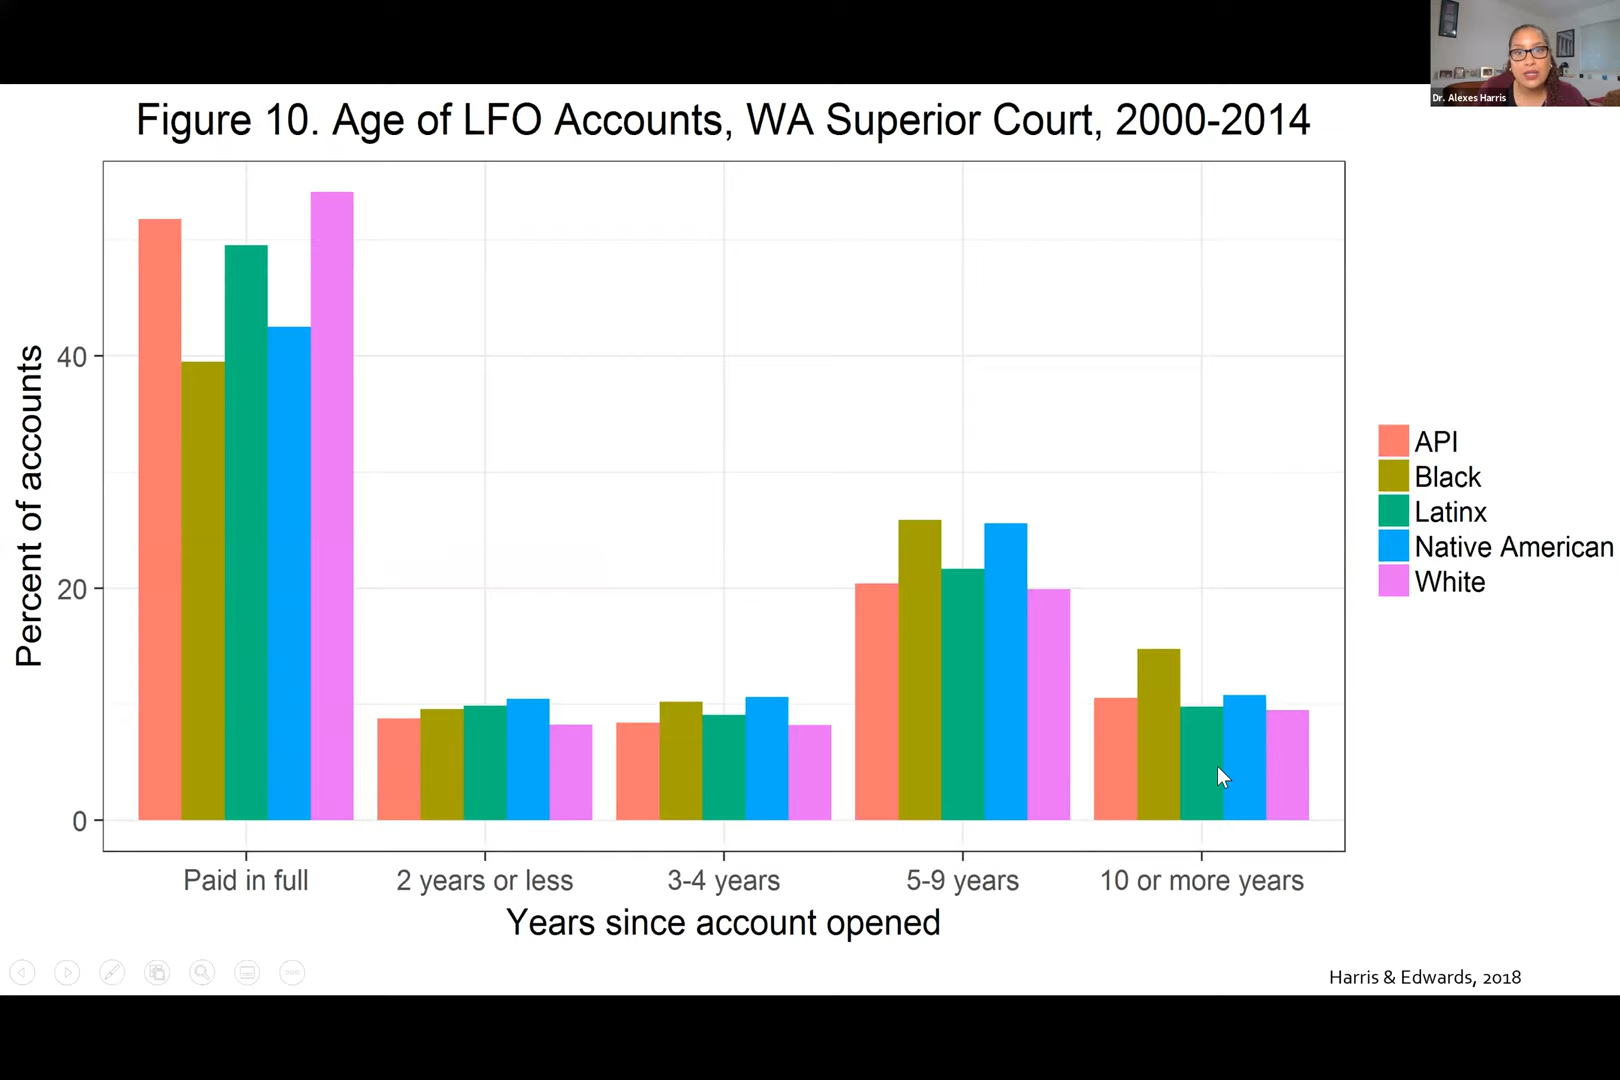 Dr. Alexes Harris
Figure 10. Age of LFO Accounts, WA Superior Court, 2000-2014
Percent of accounts
40
20
0
Paid in full
2 years or less
3-4 years
5-9 years
10 or more years
Years since account opened
API
Black
Latinx
Native American
White
Harris & Edwards, 2018